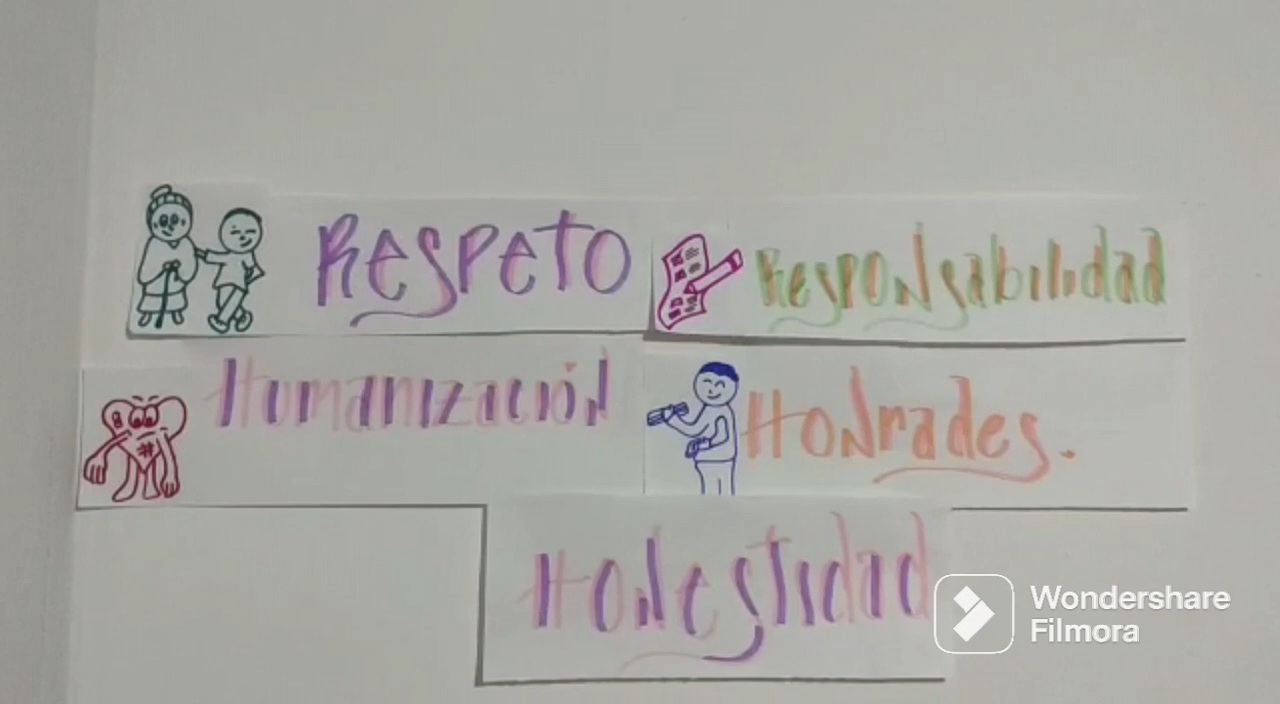 Respeto
Responsabilidad
Humanización
Honrades.
Honestidad
Wondershare
Filmora